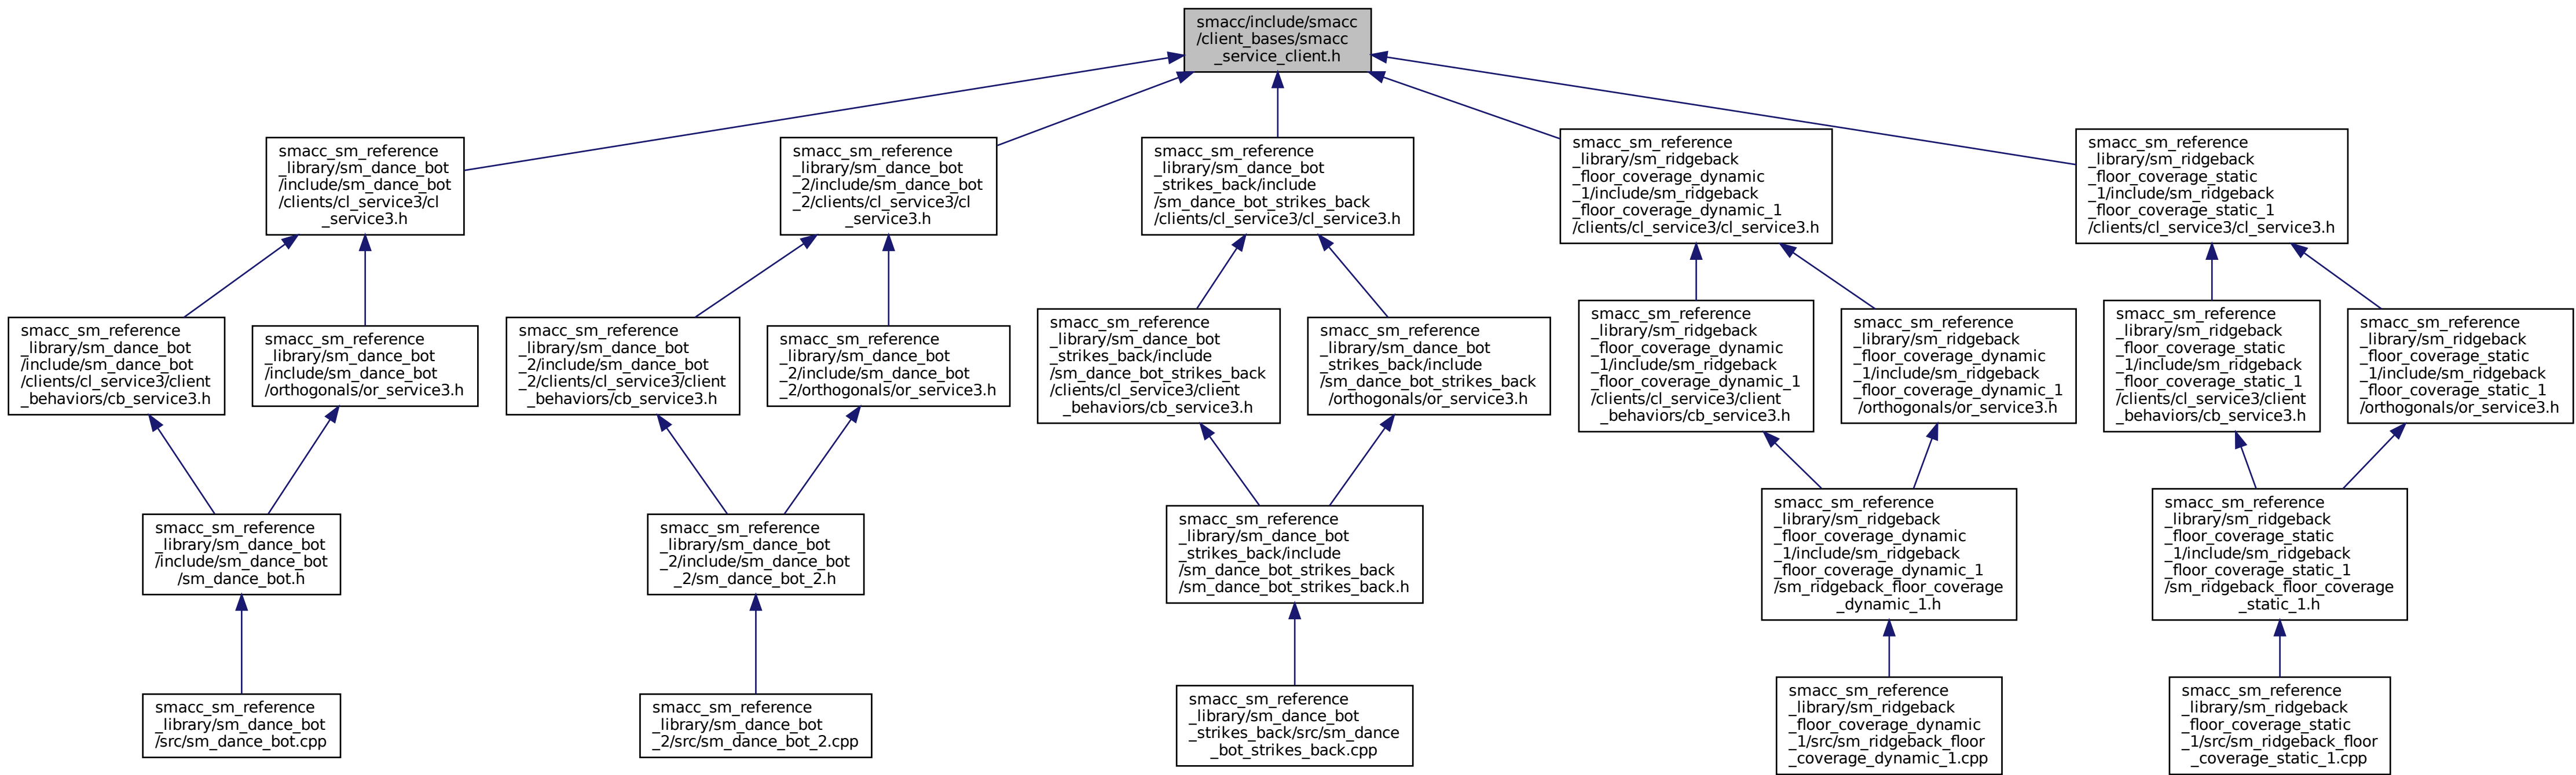 smacc/include/smacc
/client_bases/smacc
_service_client.h
smacc_sm_reference
_library/sm_dance_bot
/include/sm_dance_bot
/clients/cl_service3/cl
_service3.h
smacc_sm_reference
_library/sm_dance_bot
_2/include/sm_dance_bot
_2/clients/cl_service3/cl
_service3.h
smacc_sm_reference
_library/sm_dance_bot
_strikes_back/include
/sm_dance_bot_strikes_back
/clients/cl_service3/cl_service3.h
smacc_sm_reference
_library/sm_ridgeback
_floor_coverage_dynamic
_1/include/sm_ridgeback
_floor_coverage_dynamic_1
/clients/cl_service3/cl_service3.h
smacc_sm_reference
_library/sm_ridgeback
_floor_coverage_static
_1/include/sm_ridgeback
_floor_coverage_static_1
/clients/cl_service3/cl_service3.h
smacc_sm_reference
_library/sm_dance_bot
/include/sm_dance_bot
/clients/cl_service3/client
_behaviors/cb_service3.h
smacc_sm_reference
_library/sm_dance_bot
/include/sm_dance_bot
/orthogonals/or_service3.h
smacc_sm_reference
_library/sm_dance_bot
_2/include/sm_dance_bot
_2/clients/cl_service3/client
_behaviors/cb_service3.h
smacc_sm_reference
_library/sm_dance_bot
_2/include/sm_dance_bot
_2/orthogonals/or_service3.h
smacc_sm_reference
_library/sm_dance_bot
_strikes_back/include
/sm_dance_bot_strikes_back
/clients/cl_service3/client
_behaviors/cb_service3.h
smacc_sm_reference
_library/sm_dance_bot
_strikes_back/include
/sm_dance_bot_strikes_back
/orthogonals/or_service3.h
smacc_sm_reference
_library/sm_ridgeback
_floor_coverage_dynamic
_1/include/sm_ridgeback
_floor_coverage_dynamic_1
/clients/cl_service3/client
_behaviors/cb_service3.h
smacc_sm_reference
_library/sm_ridgeback
_floor_coverage_dynamic
_1/include/sm_ridgeback
_floor_coverage_dynamic_1
/orthogonals/or_service3.h
smacc_sm_reference
_library/sm_ridgeback
_floor_coverage_static
_1/include/sm_ridgeback
_floor_coverage_static_1
/clients/cl_service3/client
_behaviors/cb_service3.h
smacc_sm_reference
_library/sm_ridgeback
_floor_coverage_static
_1/include/sm_ridgeback
_floor_coverage_static_1
/orthogonals/or_service3.h
smacc_sm_reference
_library/sm_dance_bot
/include/sm_dance_bot
/sm_dance_bot.h
smacc_sm_reference
_library/sm_dance_bot
_2/include/sm_dance_bot
_2/sm_dance_bot_2.h
smacc_sm_reference
_library/sm_dance_bot
_strikes_back/include
/sm_dance_bot_strikes_back
/sm_dance_bot_strikes_back.h
smacc_sm_reference
_library/sm_ridgeback
_floor_coverage_dynamic
_1/include/sm_ridgeback
_floor_coverage_dynamic_1
/sm_ridgeback_floor_coverage
_dynamic_1.h
smacc_sm_reference
_library/sm_ridgeback
_floor_coverage_static
_1/include/sm_ridgeback
_floor_coverage_static_1
/sm_ridgeback_floor_coverage
_static_1.h
smacc_sm_reference
_library/sm_dance_bot
/src/sm_dance_bot.cpp
smacc_sm_reference
_library/sm_dance_bot
_2/src/sm_dance_bot_2.cpp
smacc_sm_reference
_library/sm_dance_bot
_strikes_back/src/sm_dance
_bot_strikes_back.cpp
smacc_sm_reference
_library/sm_ridgeback
_floor_coverage_dynamic
_1/src/sm_ridgeback_floor
_coverage_dynamic_1.cpp
smacc_sm_reference
_library/sm_ridgeback
_floor_coverage_static
_1/src/sm_ridgeback_floor
_coverage_static_1.cpp